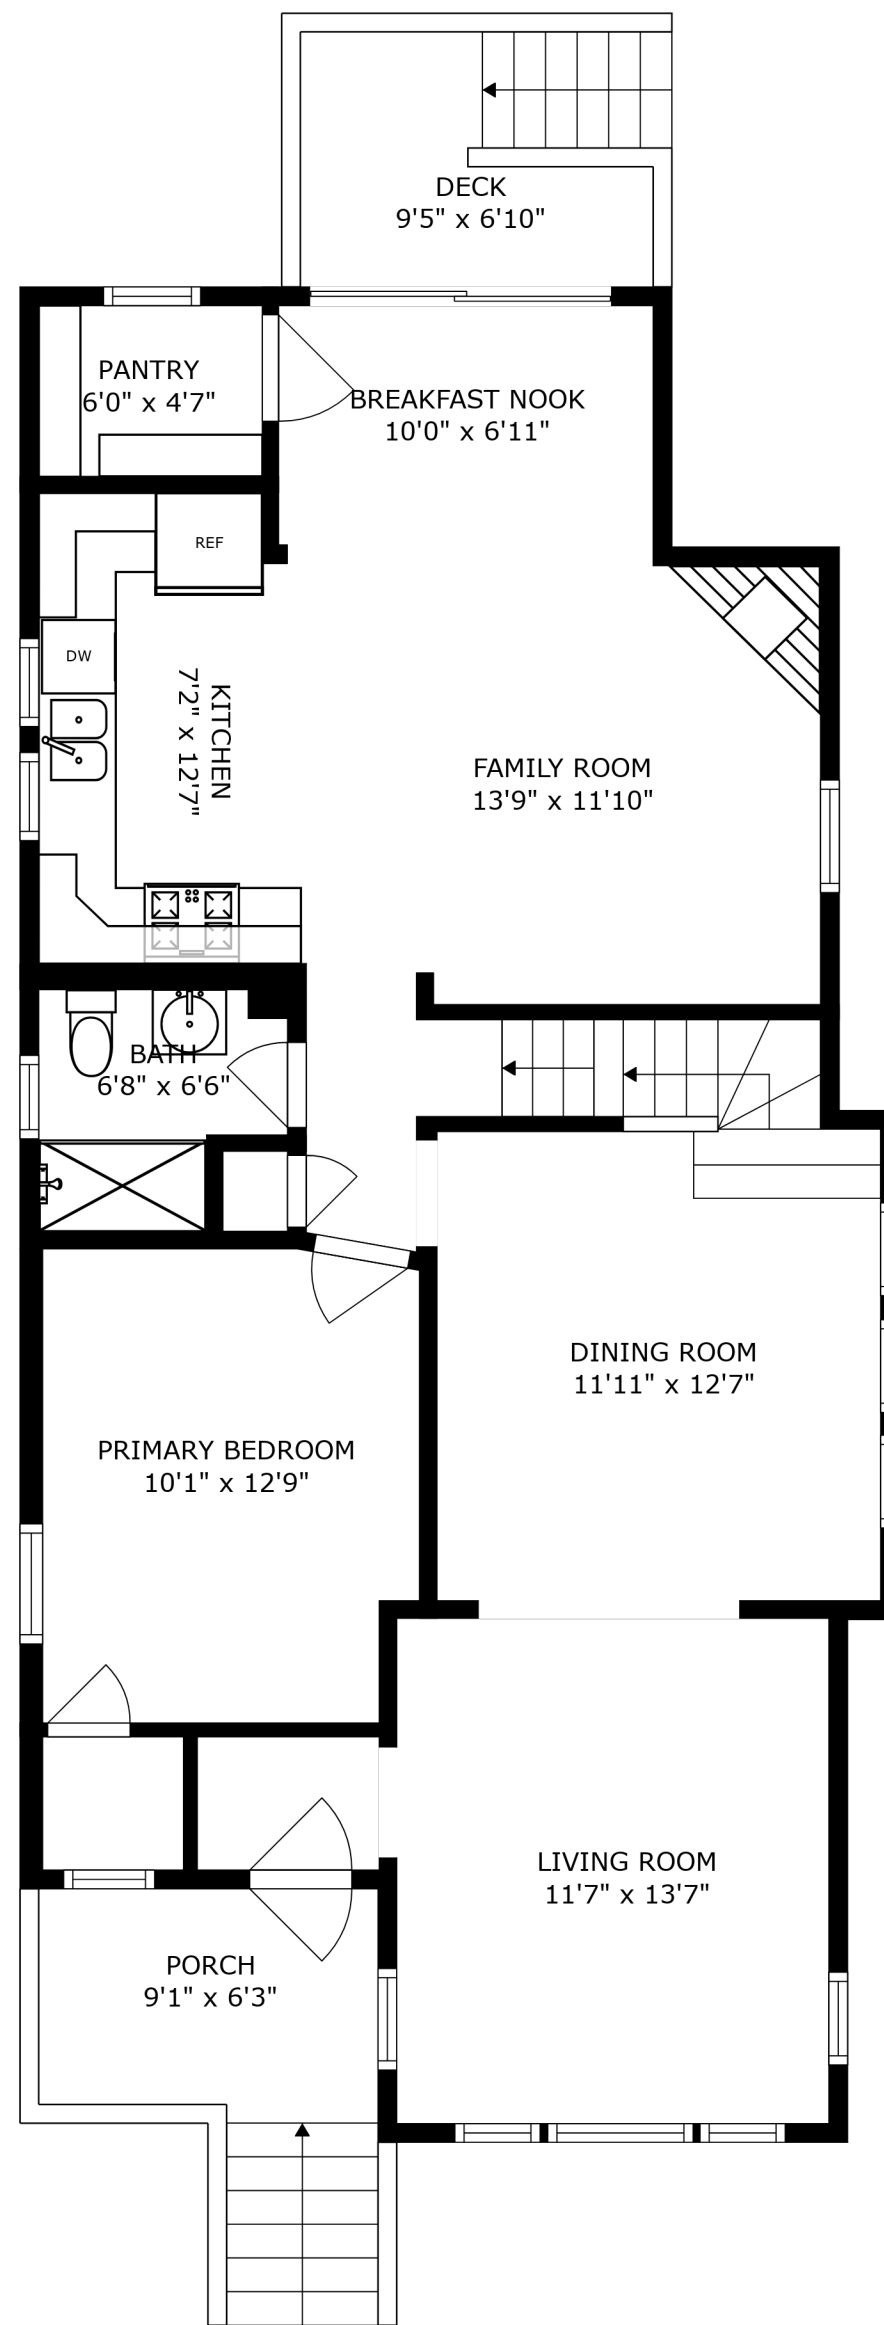 DECK
9'5" x 6'10"
PANTRY
6'0" x 4'7"
BREAKFAST NOOK
10'0" x 6'11"
REF
DW
KITCHEN
7'2" x 12'7"
FAMILY ROOM
13'9" x 11'10"
BATH
6'8" x 6'6"
DINING ROOM
11'11" x 12'7"
PRIMARY BEDROOM
10'1" x 12'9"
LIVING ROOM
11'7" x 13'7"
PORCH
9'1" x 6'3"